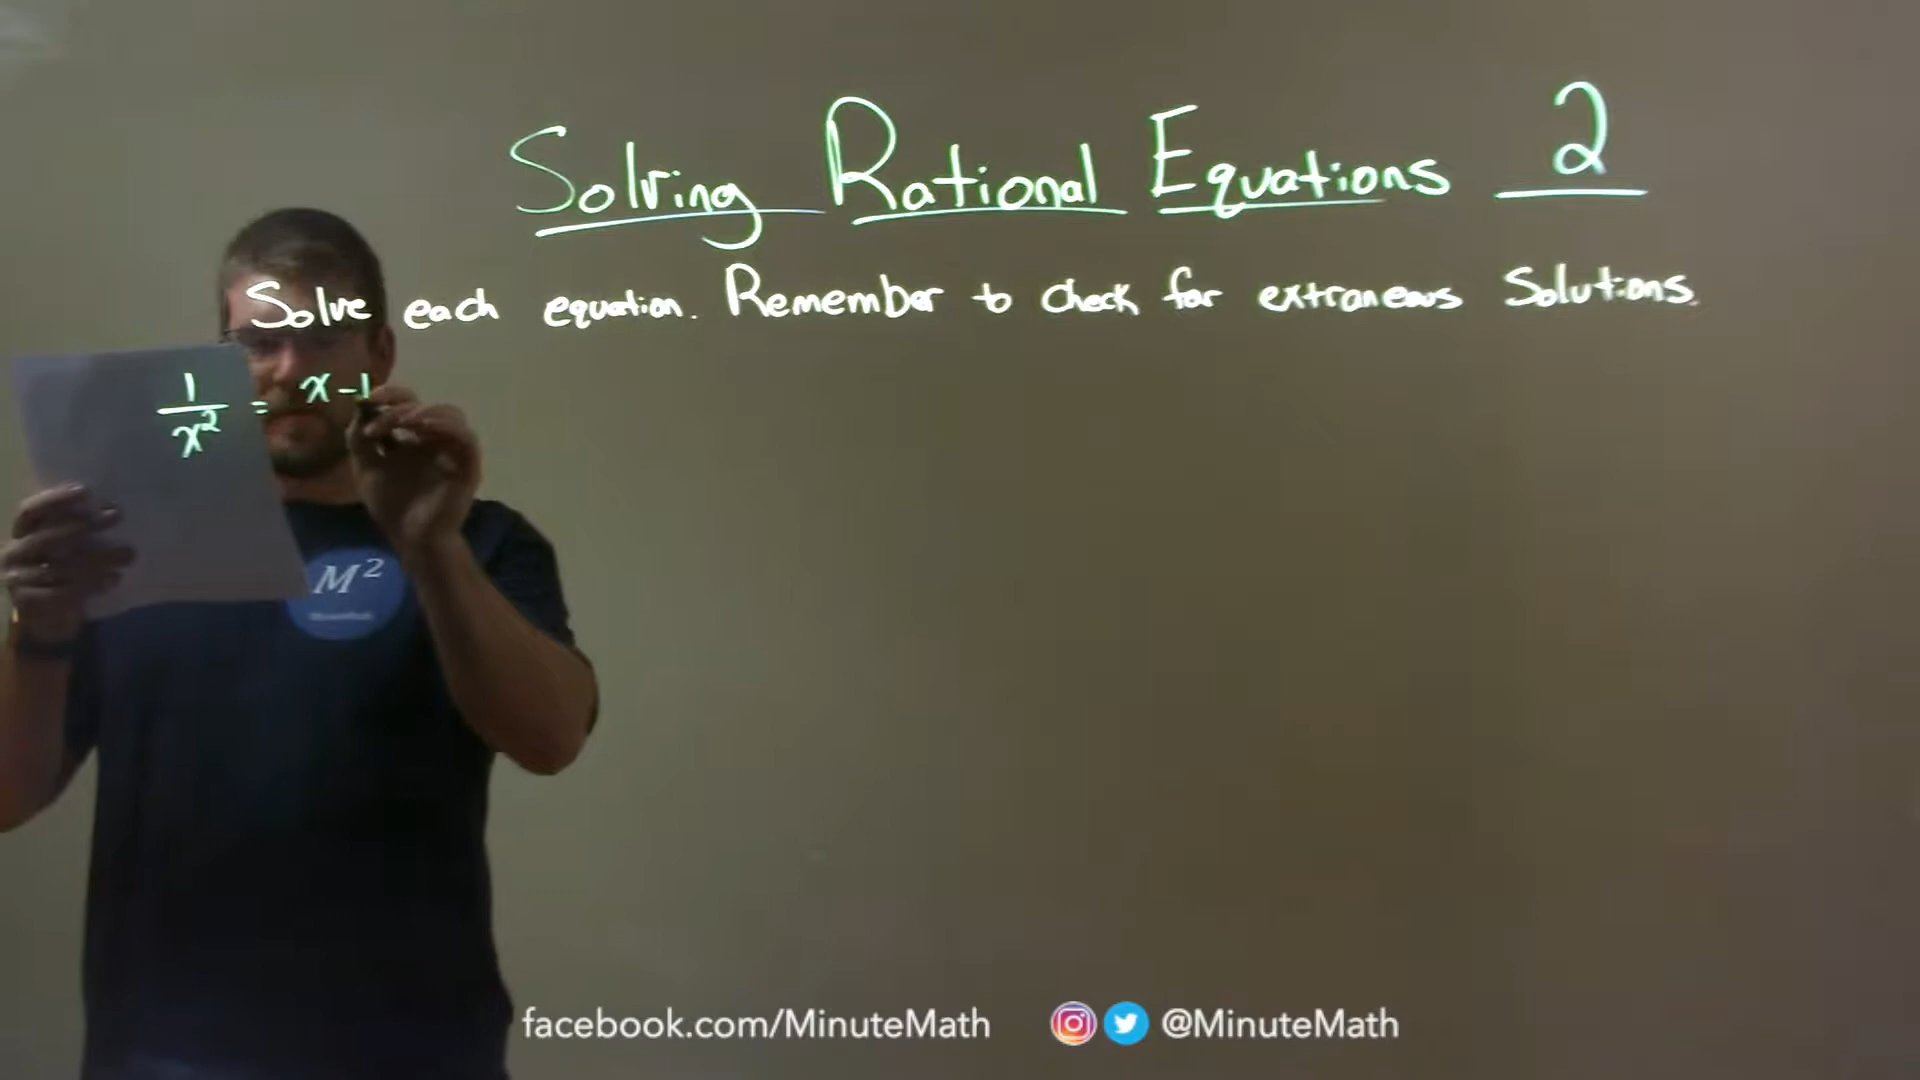 Solving Rational Equations 2
Solve each equation. Remember to check for extraneous Solutions.
1/x² = x-1
M²
facebook.com/MinuteMath @MinuteMath